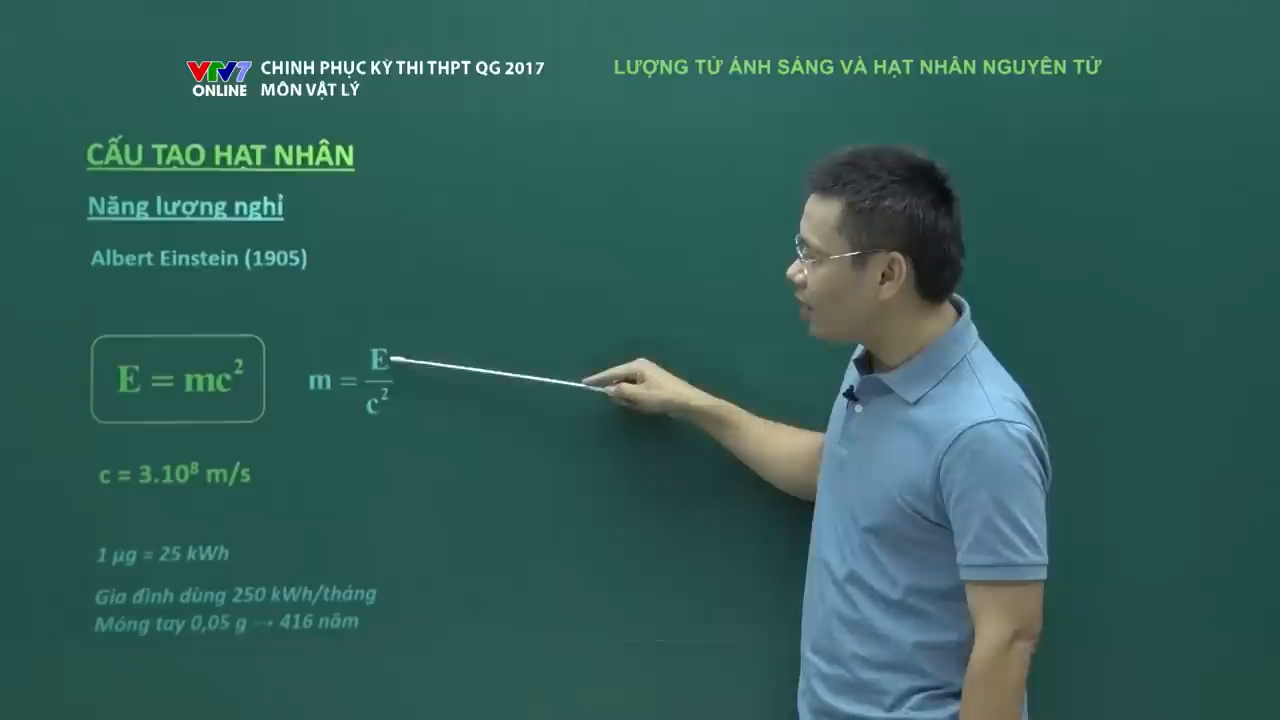 VTV7
ONLINE
CHINH PHỤC KỲ THI THPT QG 2017
MÔN VẬT LÝ
LƯỢNG TỬ ÁNH SÁNG VÀ HẠT NHÂN NGUYÊN TỬ
CẤU TẠO HẠT NHÂN
Năng lượng nghỉ
Albert Einstein (1905)
E = mc²
m = E/c²
c = 3.10⁸ m/s
1 µg = 25 kWh
Gia đình dùng 250 kWh/tháng
Móng tay 0,05 g → 416 năm